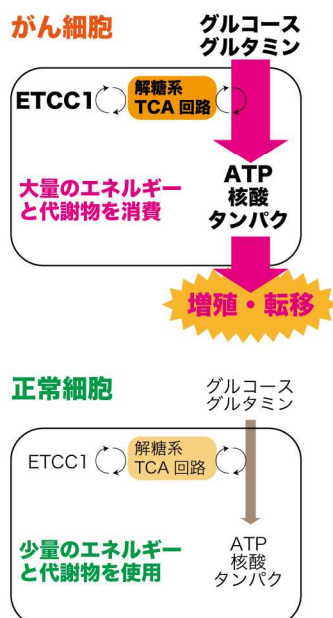 がん細胞
グルコース
グルタミン
ETCC1
解糖系
TCA 回路
ATP
核酸
タンパク
大量のエネルギー
と代謝物を消費
増殖・転移
正常細胞
グルコース
グルタミン
ETCC1
解糖系
TCA 回路
ATP
核酸
タンパク
少量のエネルギー
と代謝物を使用